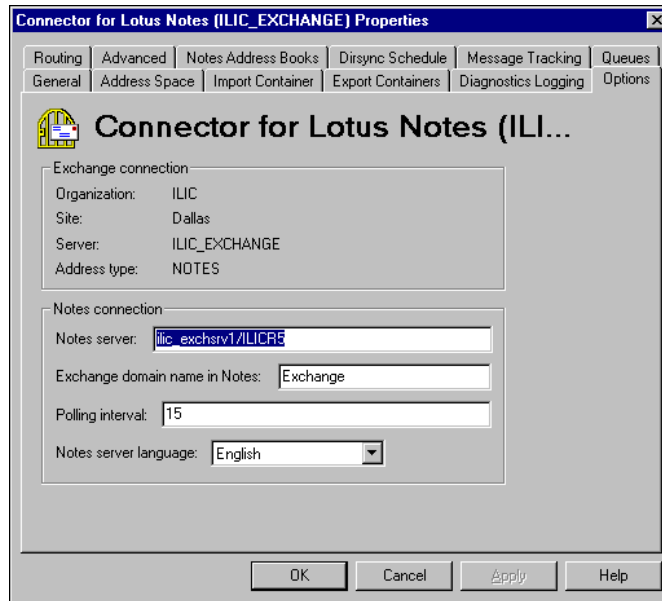 Connector for Lotus Notes (ILIC_EXCHANGE) Properties
Routing Advanced Notes Address Books Dirsync Schedule Message Tracking Queues
General Address Space Import Container Export Containers Diagnostics Logging Options
Connector for Lotus Notes (ILI...
Exchange connection
Organization: ILIC
Site: Dallas
Server: ILIC_EXCHANGE
Address type: NOTES
Notes connection
Notes server: ilic_exchsrv1/ILICR5
Exchange domain name in Notes: Exchange
Polling interval: 15
Notes server language: English
OK Cancel Apply Help